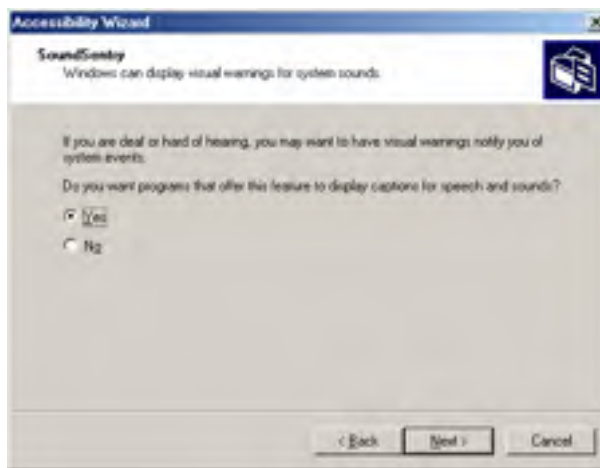 Accessibility Wizard
SoundSentry
Windows can display visual warnings for system sounds.
If you are deaf or hard of hearing, you may want to have visual warnings notify you of
system events.
Do you want programs that offer this feature to display captions for speech and sounds?
Yes
No
< Back
Next >
Cancel